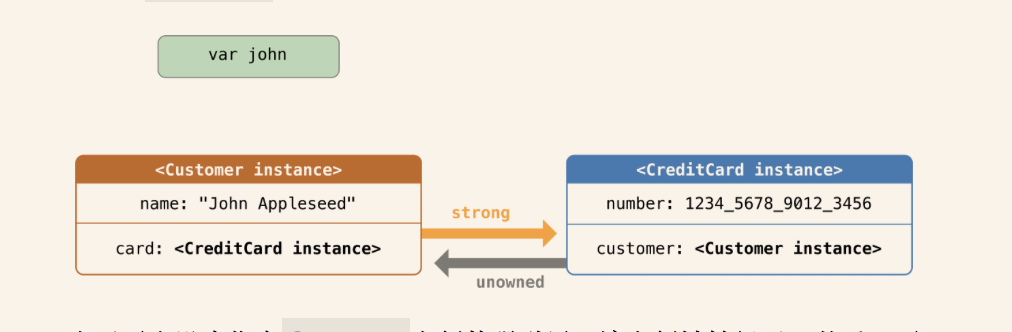 var john
<Customer instance>
name: "John Appleseed"
card: <CreditCard instance>
strong
<CreditCard instance>
number: 1234_5678_9012_3456
customer: <Customer instance>
unowned